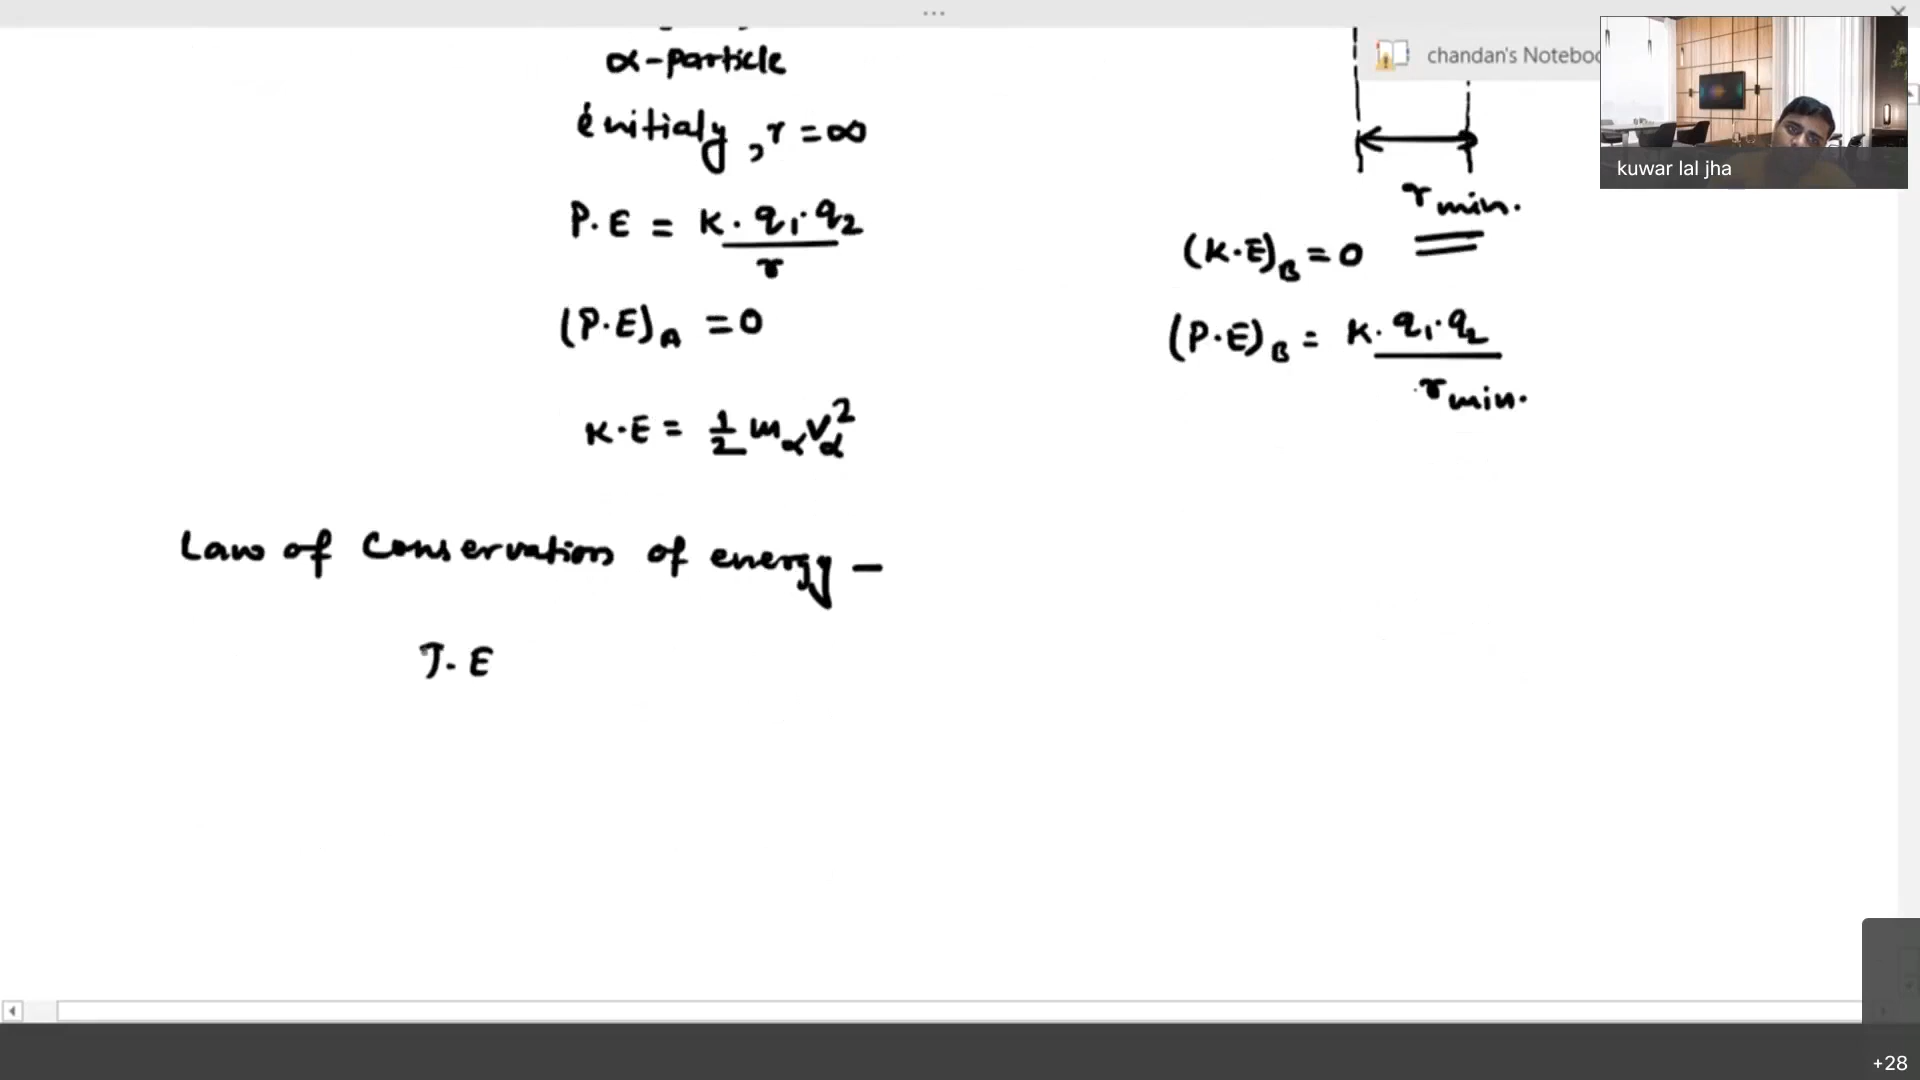 ...
α-particle
initialy, r = ∞
P.E = K. q₁. q₂ / r
(P.E)A = 0
K.E = 1/2 mα vα²
chandan's Noteboo
kuwar lal jha
r min.
(K.E)B = 0
(P.E)B = K. q₁. q₂ / r min.
Law of Conservation of energy –
T. E
+28